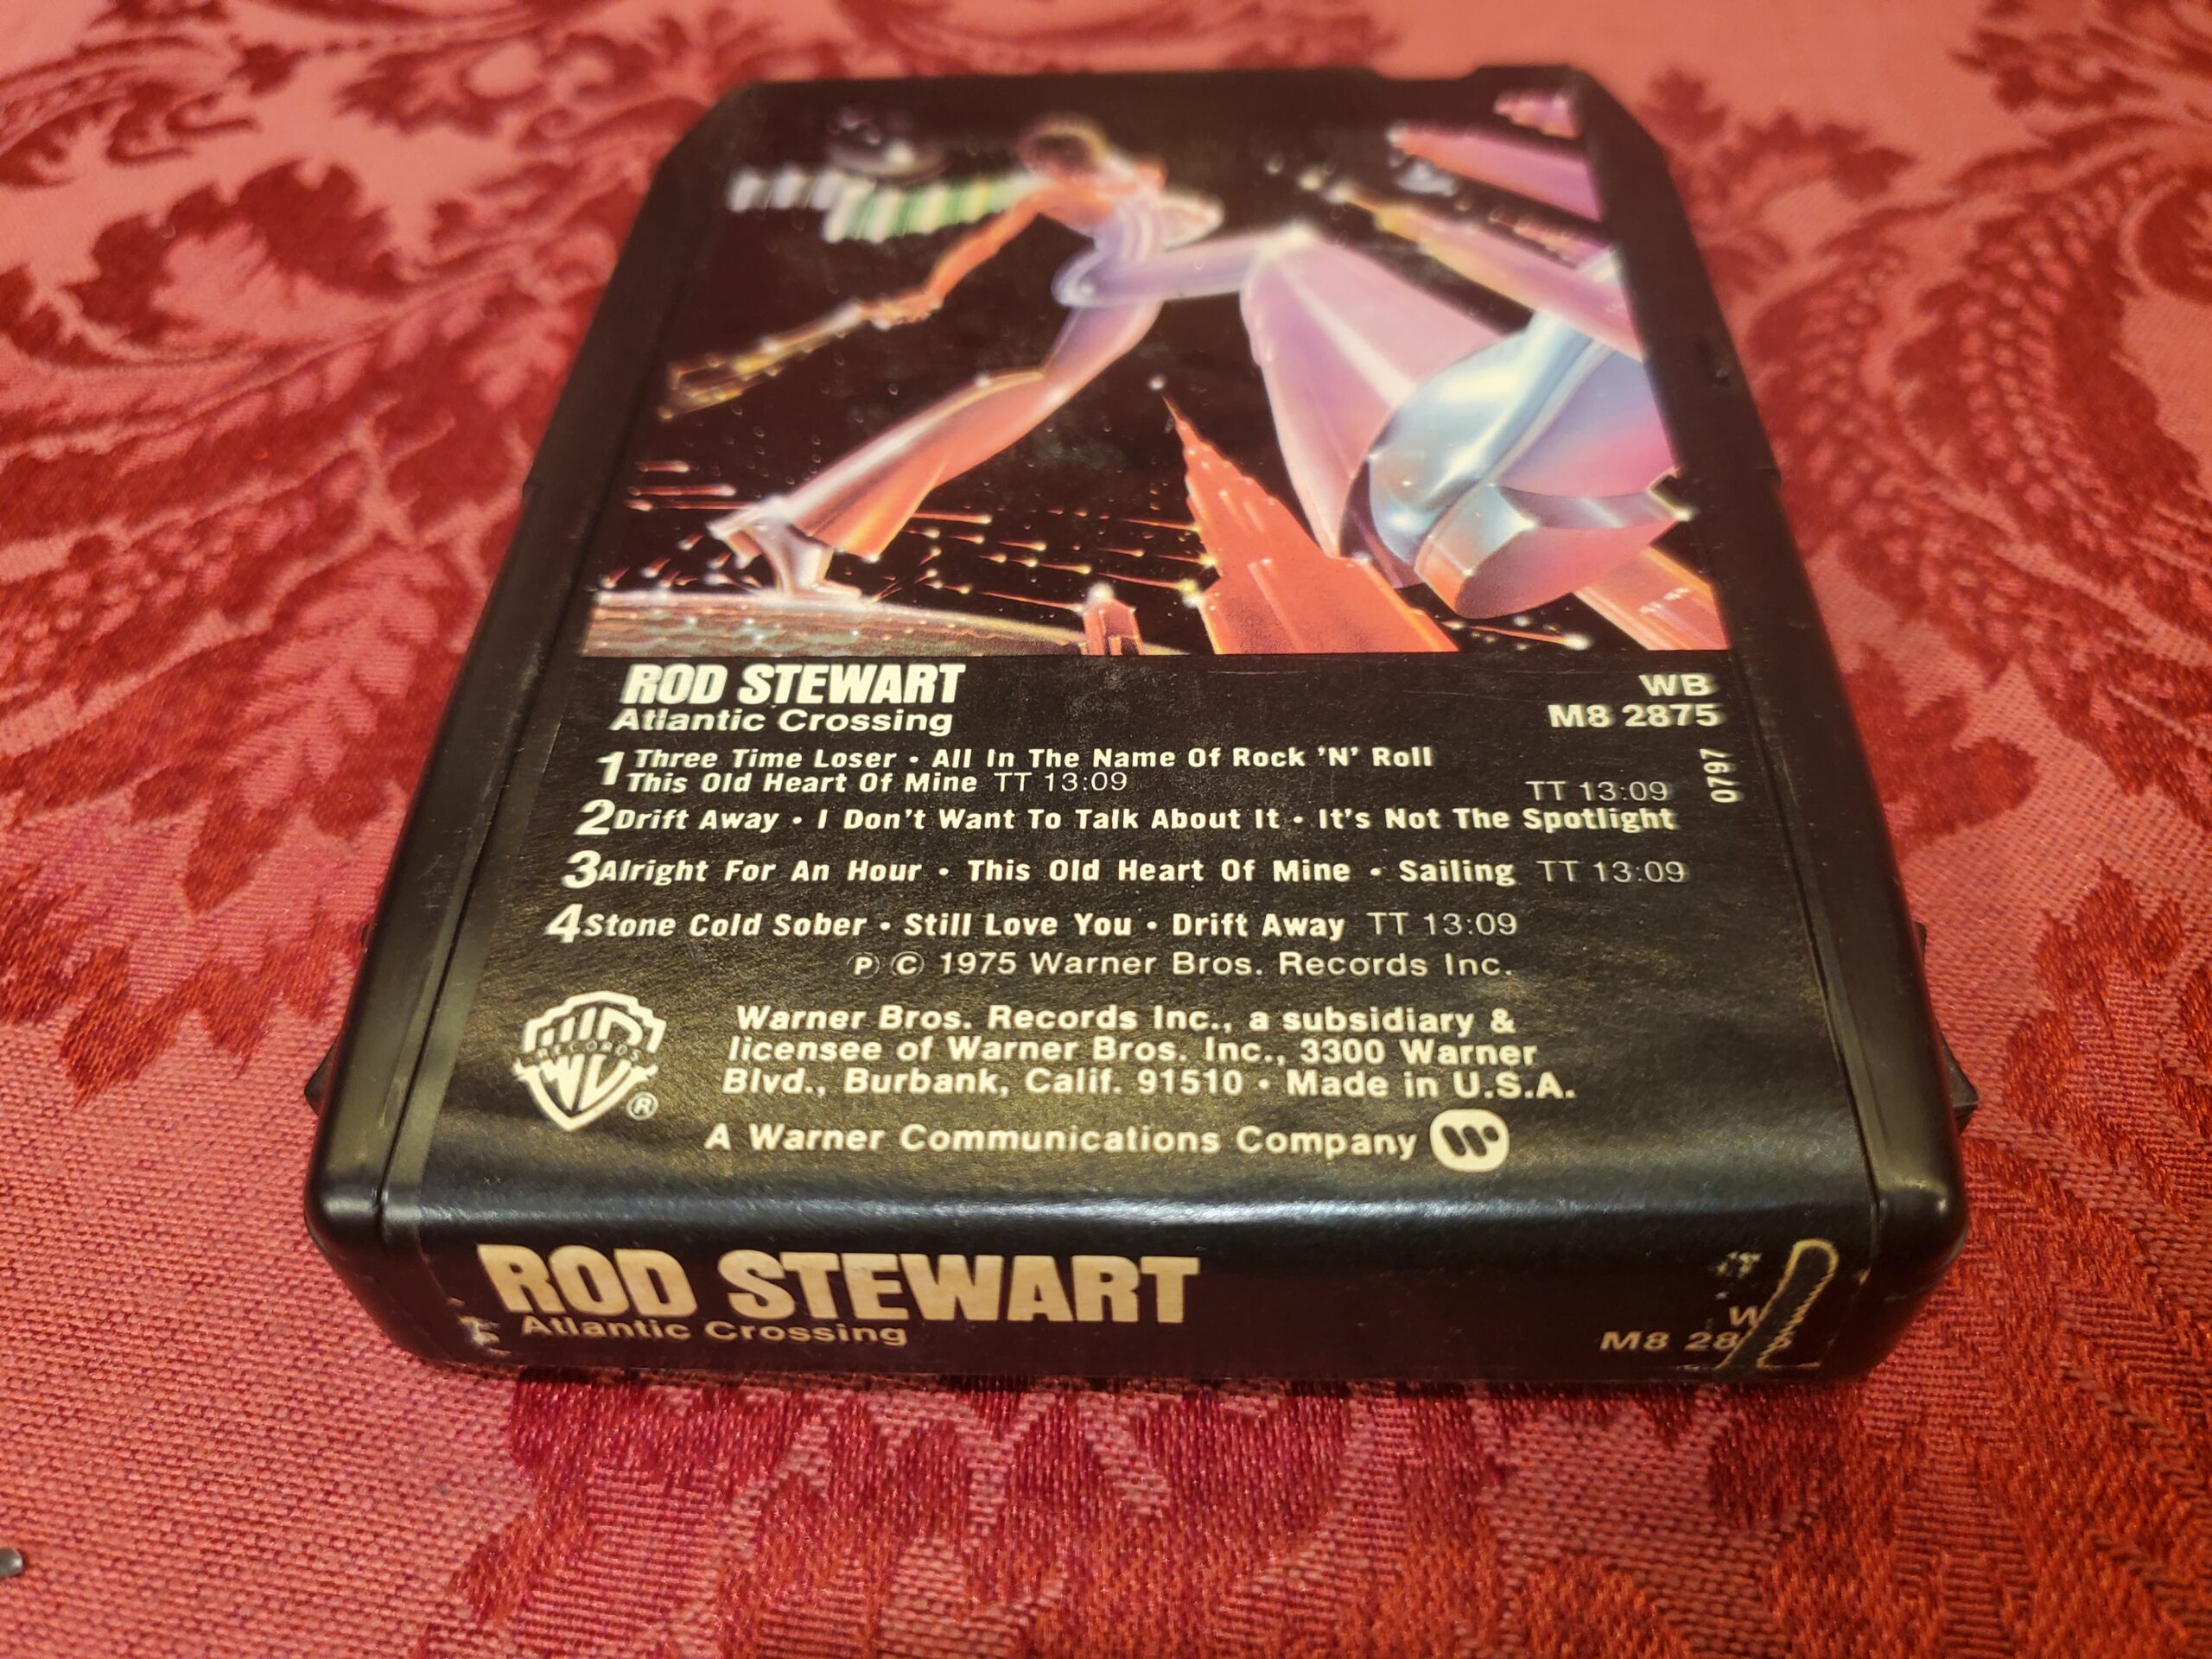 ROD STEWART
Atlantic Crossing
WB
M8 2875
0797
1 Three Time Loser • All In The Name Of Rock 'N' Roll
This Old Heart Of Mine TT 13:09
TT 13:09
2 Drift Away • I Don't Want To Talk About It • It's Not The Spotlight
3 Alright For An Hour • This Old Heart Of Mine • Sailing TT 13:09
4 Stone Cold Sober • Still Love You • Drift Away TT 13:09
Ⓟ © 1975 Warner Bros. Records Inc.
RECORDS
®
Warner Bros. Records Inc., a subsidiary &
licensee of Warner Bros. Inc., 3300 Warner
Blvd., Burbank, Calif. 91510 • Made in U.S.A.
A Warner Communications Company
ROD STEWART
Atlantic Crossing
W
M8 28